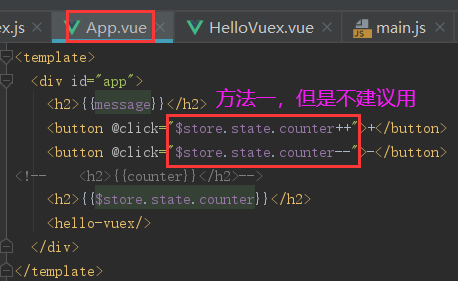 ex.js App.vue HelloVuex.vue main.js
<template>
<div id="app">
<h2>{{message}}</h2> 方法一，但是不建议用
<button @click="$store.state.counter++">+</button>
<button @click="$store.state.counter--">-</button>
<!-- <h2>{{counter}}</h2>-->
<h2>{{$store.state.counter}}</h2>
<hello-vuex/>
</div>
</template>